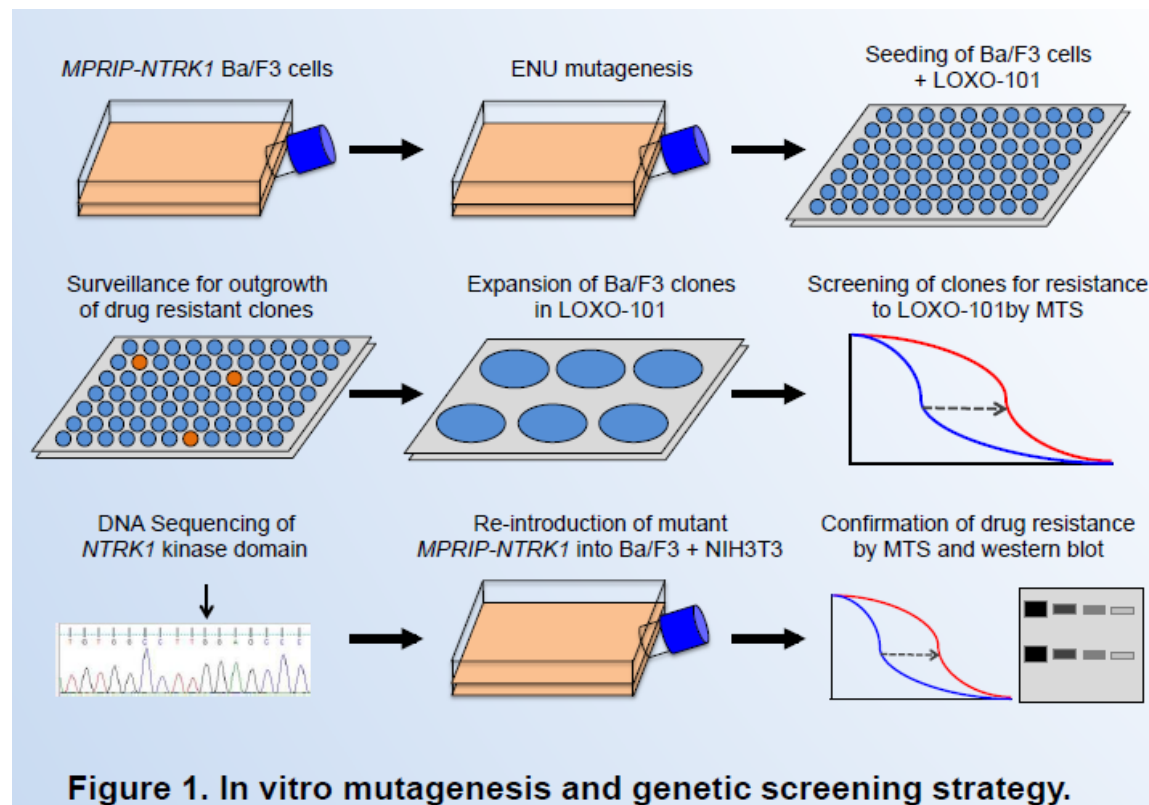 MPRIP-NTRK1 Ba/F3 cells
ENU mutagenesis
Seeding of Ba/F3 cells
+ LOXO-101
Surveillance for outgrowth
of drug resistant clones
Expansion of Ba/F3 clones
in LOXO-101
Screening of clones for resistance
to LOXO-101by MTS
DNA Sequencing of
NTRK1 kinase domain
Re-introduction of mutant
MPRIP-NTRK1 into Ba/F3 + NIH3T3
Confirmation of drug resistance
by MTS and western blot
Figure 1. In vitro mutagenesis and genetic screening strategy.